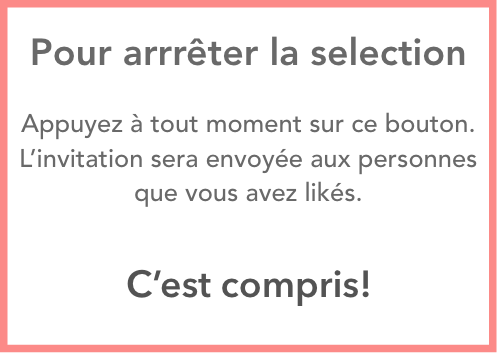 Pour arrrêter la selection
Appuyez à tout moment sur ce bouton.
L’invitation sera envoyée aux personnes
que vous avez likés.
C’est compris!